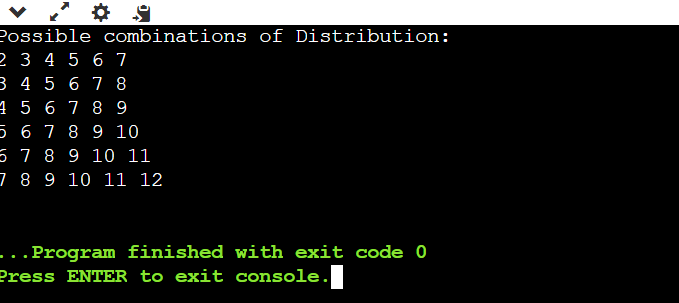 Possible combinations of Distribution:
2 3 4 5 6 7
3 4 5 6 7 8
4 5 6 7 8 9
5 6 7 8 9 10
6 7 8 9 10 11
7 8 9 10 11 12
...Program finished with exit code 0
Press ENTER to exit console.